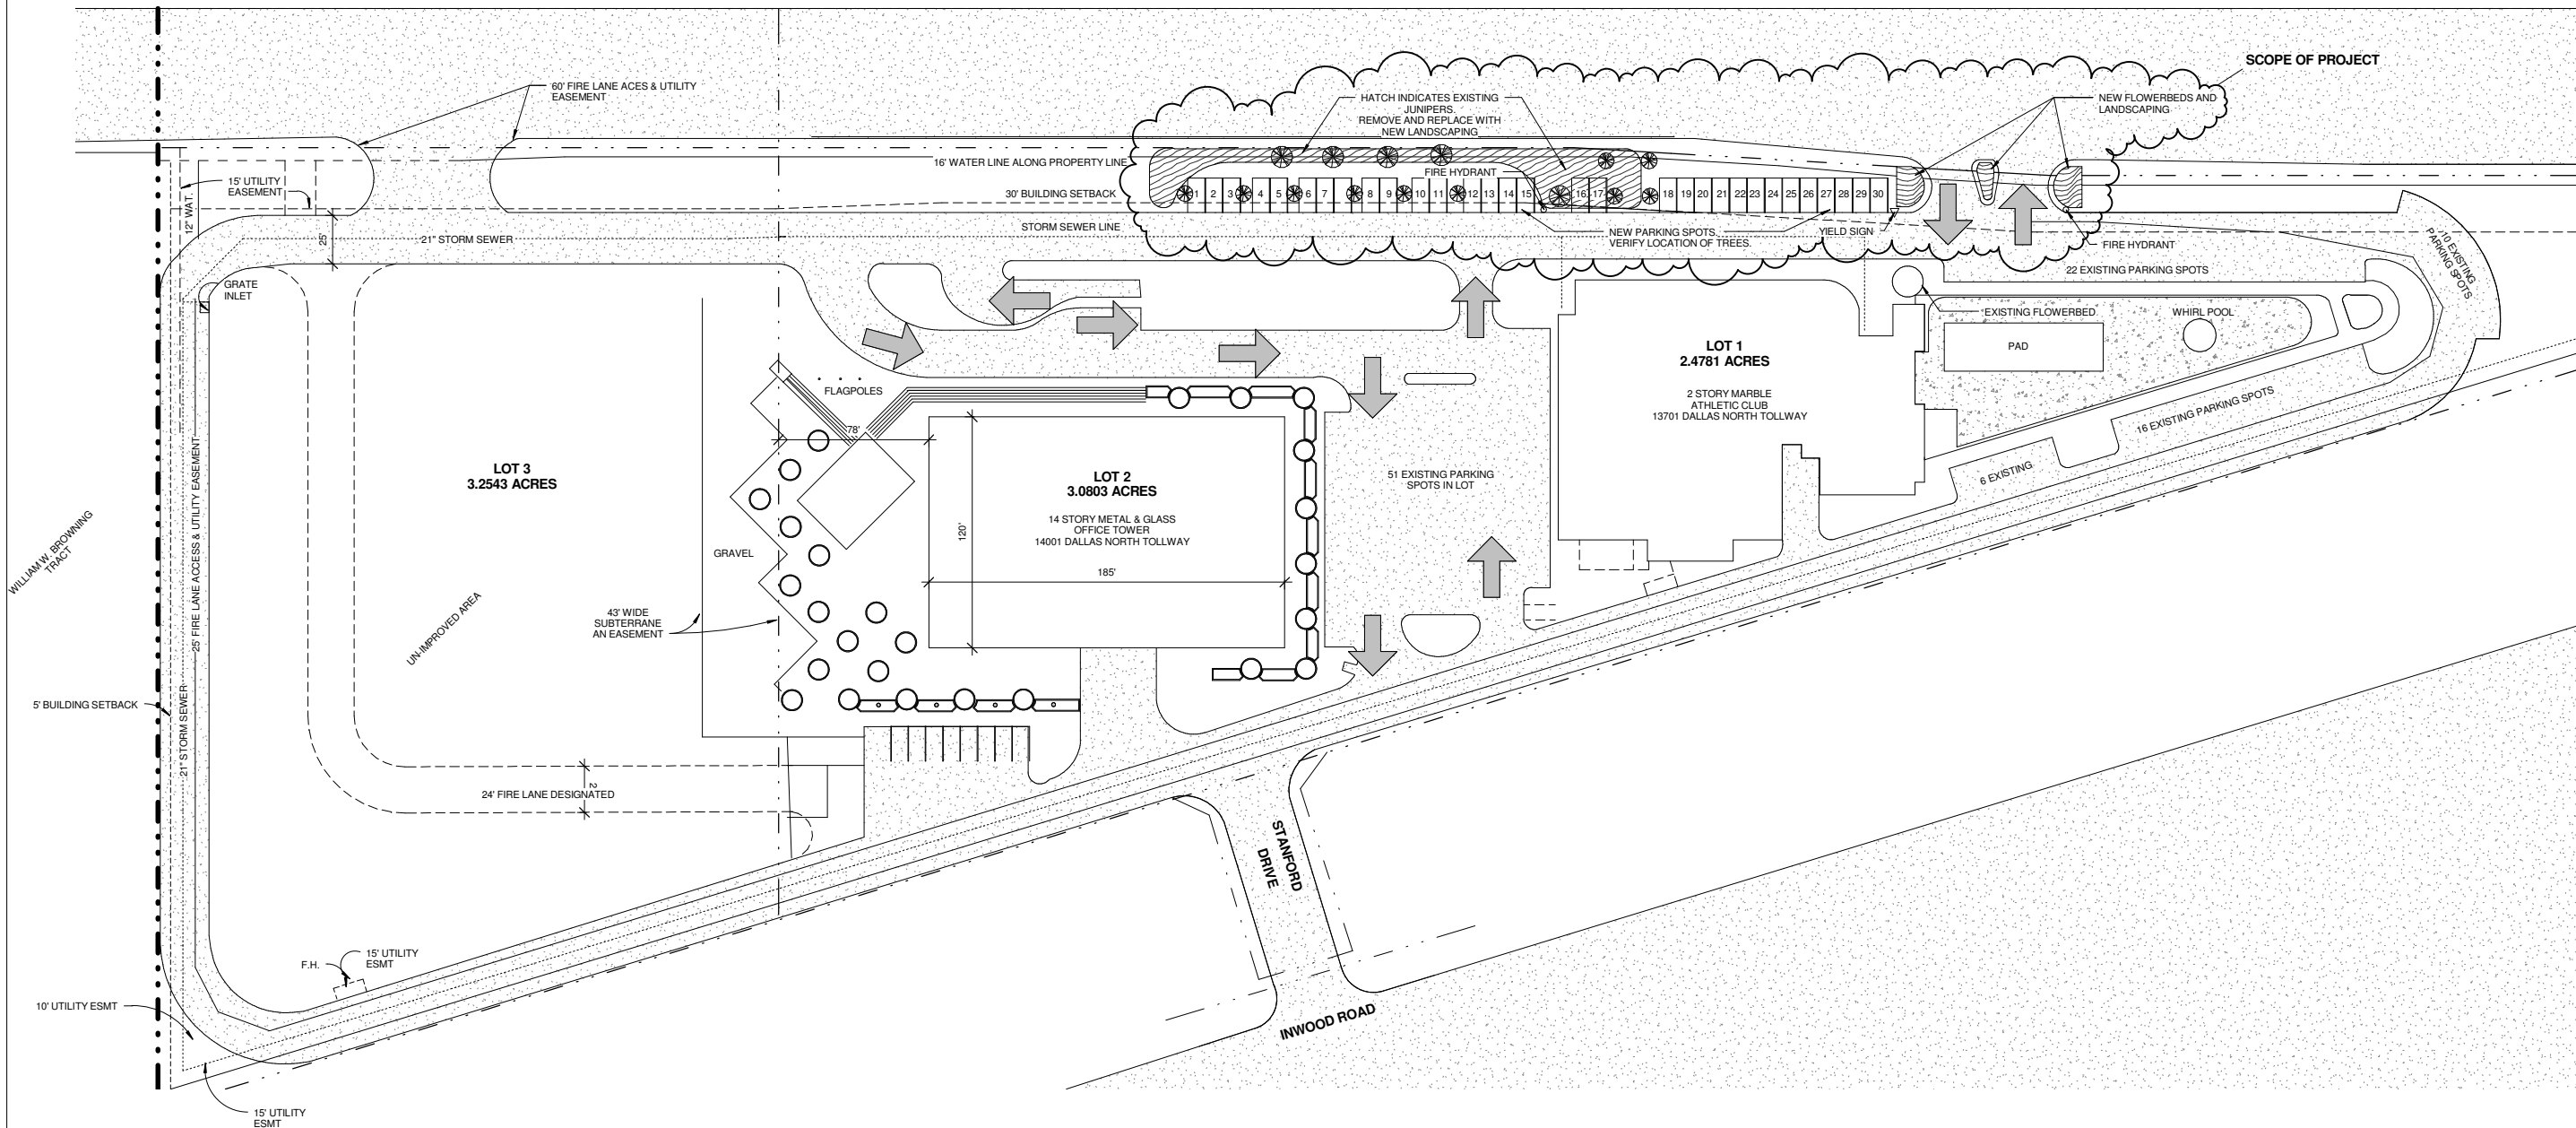 SCOPE OF PROJECT
60' FIRE LANE ACES & UTILITY
EASEMENT
HATCH INDICATES EXISTING
JUNIPERS.
REMOVE AND REPLACE WITH
NEW LANDSCAPING
NEW FLOWERBEDS AND
LANDSCAPING
16' WATER LINE ALONG PROPERTY LINE
FIRE HYDRANT
15' UTILITY
EASEMENT
30' BUILDING SETBACK
1 2 3 4 5 6 7 8 9 10 11 12 13 14 15 16 17 18 19 20 21 22 23 24 25 26 27 28 29 30
12" WAT.
STORM SEWER LINE
NEW PARKING SPOTS.
VERIFY LOCATION OF TREES.
YIELD SIGN
25'
21" STORM SEWER
FIRE HYDRANT
22 EXISTING PARKING SPOTS
10 EXISTING
PARKING SPOTS
GRATE
INLET
EXISTING FLOWERBED
WHIRL POOL
PAD
LOT 1
2.4781 ACRES
2 STORY MARBLE
ATHLETIC CLUB
13701 DALLAS NORTH TOLLWAY
FLAGPOLES
78'
16 EXISTING PARKING SPOTS
6 EXISTING
LOT 3
3.2543 ACRES
LOT 2
3.0803 ACRES
14 STORY METAL & GLASS
OFFICE TOWER
14001 DALLAS NORTH TOLLWAY
120'
185'
51 EXISTING PARKING
SPOTS IN LOT
WILLIAM W. BROWNING
TRACT
25' FIRE LANE ACCESS & UTILITY EASEMENT
GRAVEL
43' WIDE
SUBTERRANE
AN EASEMENT
UN-IMPROVED AREA
5' BUILDING SETBACK
21" STORM SEWER
24' FIRE LANE DESIGNATED
2
STANFORD
DRIVE
INWOOD ROAD
F.H.
15' UTILITY
ESMT
10' UTILITY ESMT
15' UTILITY
ESMT